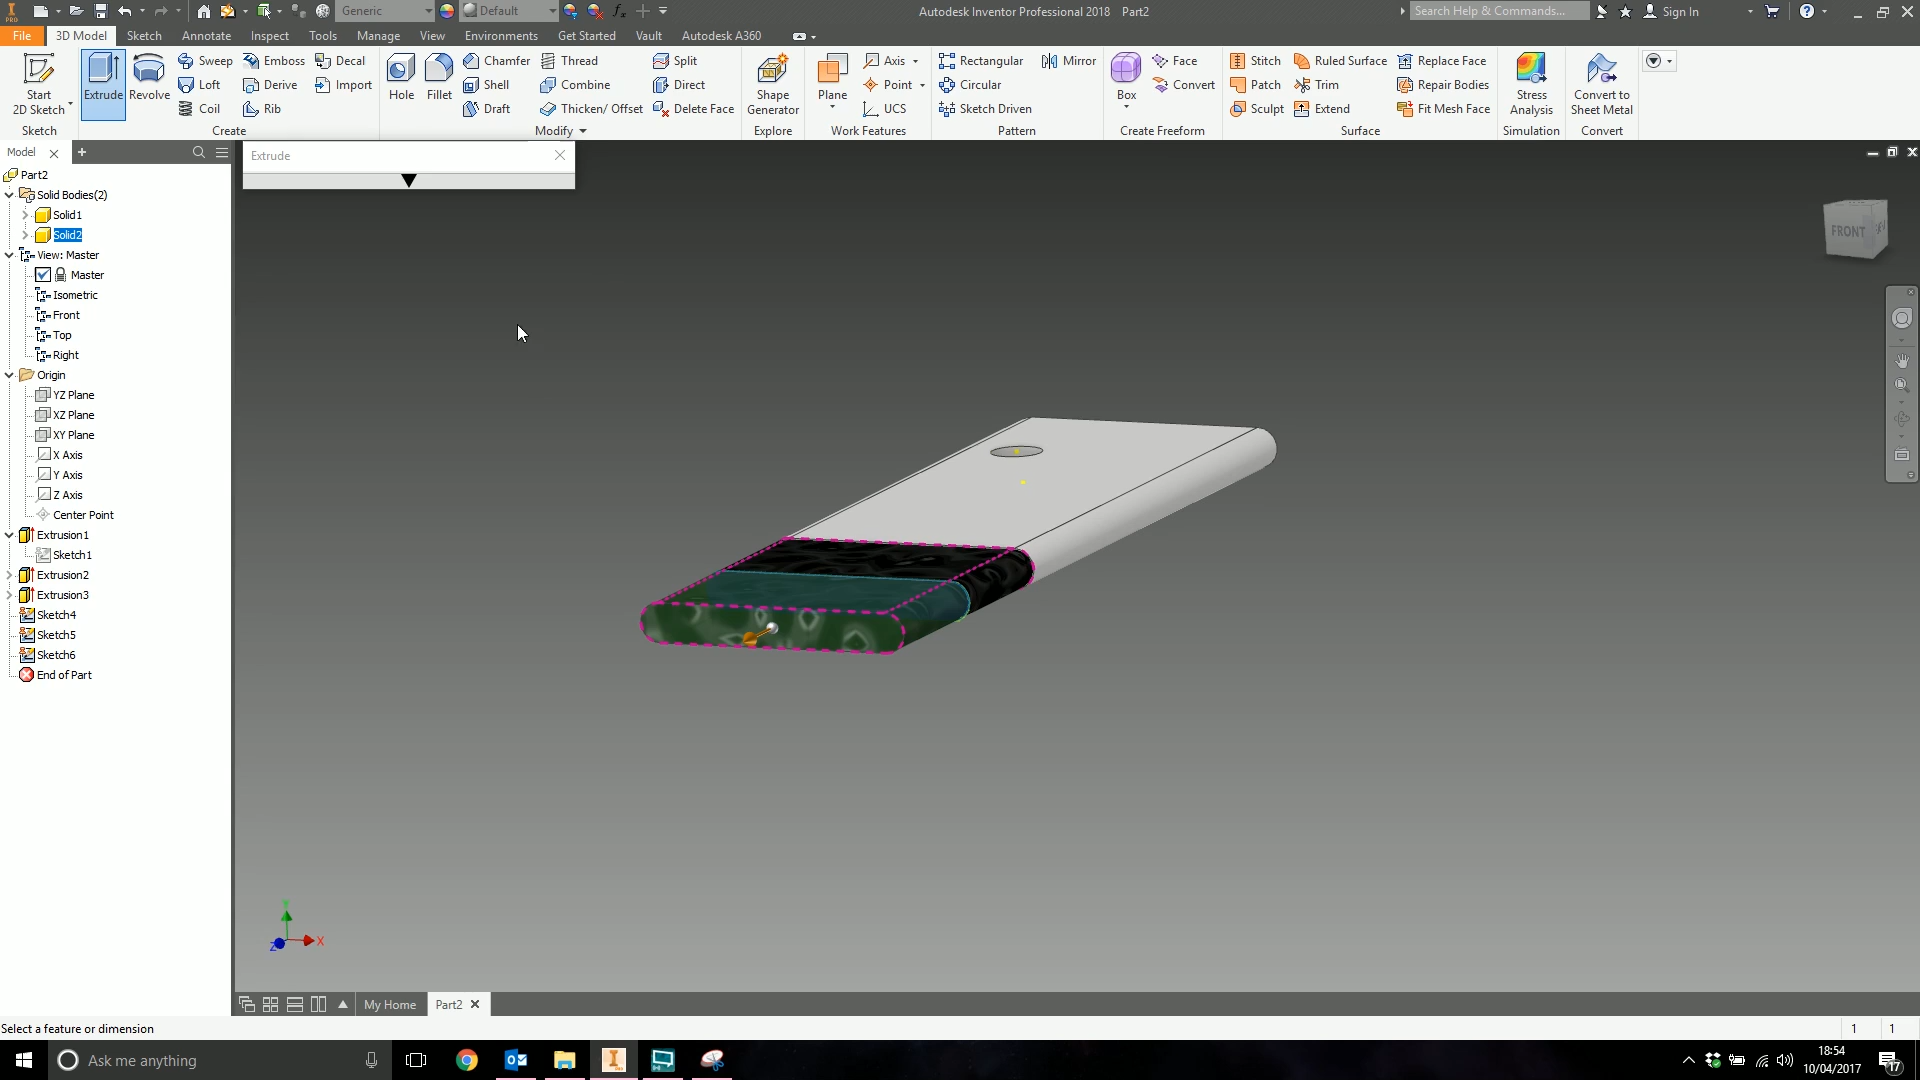 PRO
Generic
Default
fx
Autodesk Inventor Professional 2018 Part2
Search Help & Commands...
Sign In
File
3D Model
Sketch
Annotate
Inspect
Tools
Manage
View
Environments
Get Started
Vault
Autodesk A360
Start
2D Sketch
Sketch
Extrude
Revolve
Sweep
Loft
Coil
Emboss
Derive
Rib
Decal
Import
Create
Hole
Fillet
Chamfer
Shell
Draft
Thread
Combine
Thicken/ Offset
Split
Direct
Delete Face
Modify
Shape
Generator
Explore
Plane
Axis
Point
UCS
Work Features
Rectangular
Circular
Sketch Driven
Mirror
Pattern
Box
Face
Convert
Create Freeform
Stitch
Patch
Sculpt
Ruled Surface
Trim
Extend
Replace Face
Repair Bodies
Fit Mesh Face
Surface
Stress
Analysis
Simulation
Convert to
Sheet Metal
Convert
Model
Extrude
Part2
Solid Bodies(2)
Solid1
Solid2
View: Master
Master
Isometric
Front
Top
Right
Origin
YZ Plane
XZ Plane
XY Plane
X Axis
Y Axis
Z Axis
Center Point
Extrusion1
Sketch1
Extrusion2
Extrusion3
Sketch4
Sketch5
Sketch6
End of Part
FRONT
Y
Z
X
My Home
Part2
Select a feature or dimension
1
1
Ask me anything
18:54
10/04/2017
17